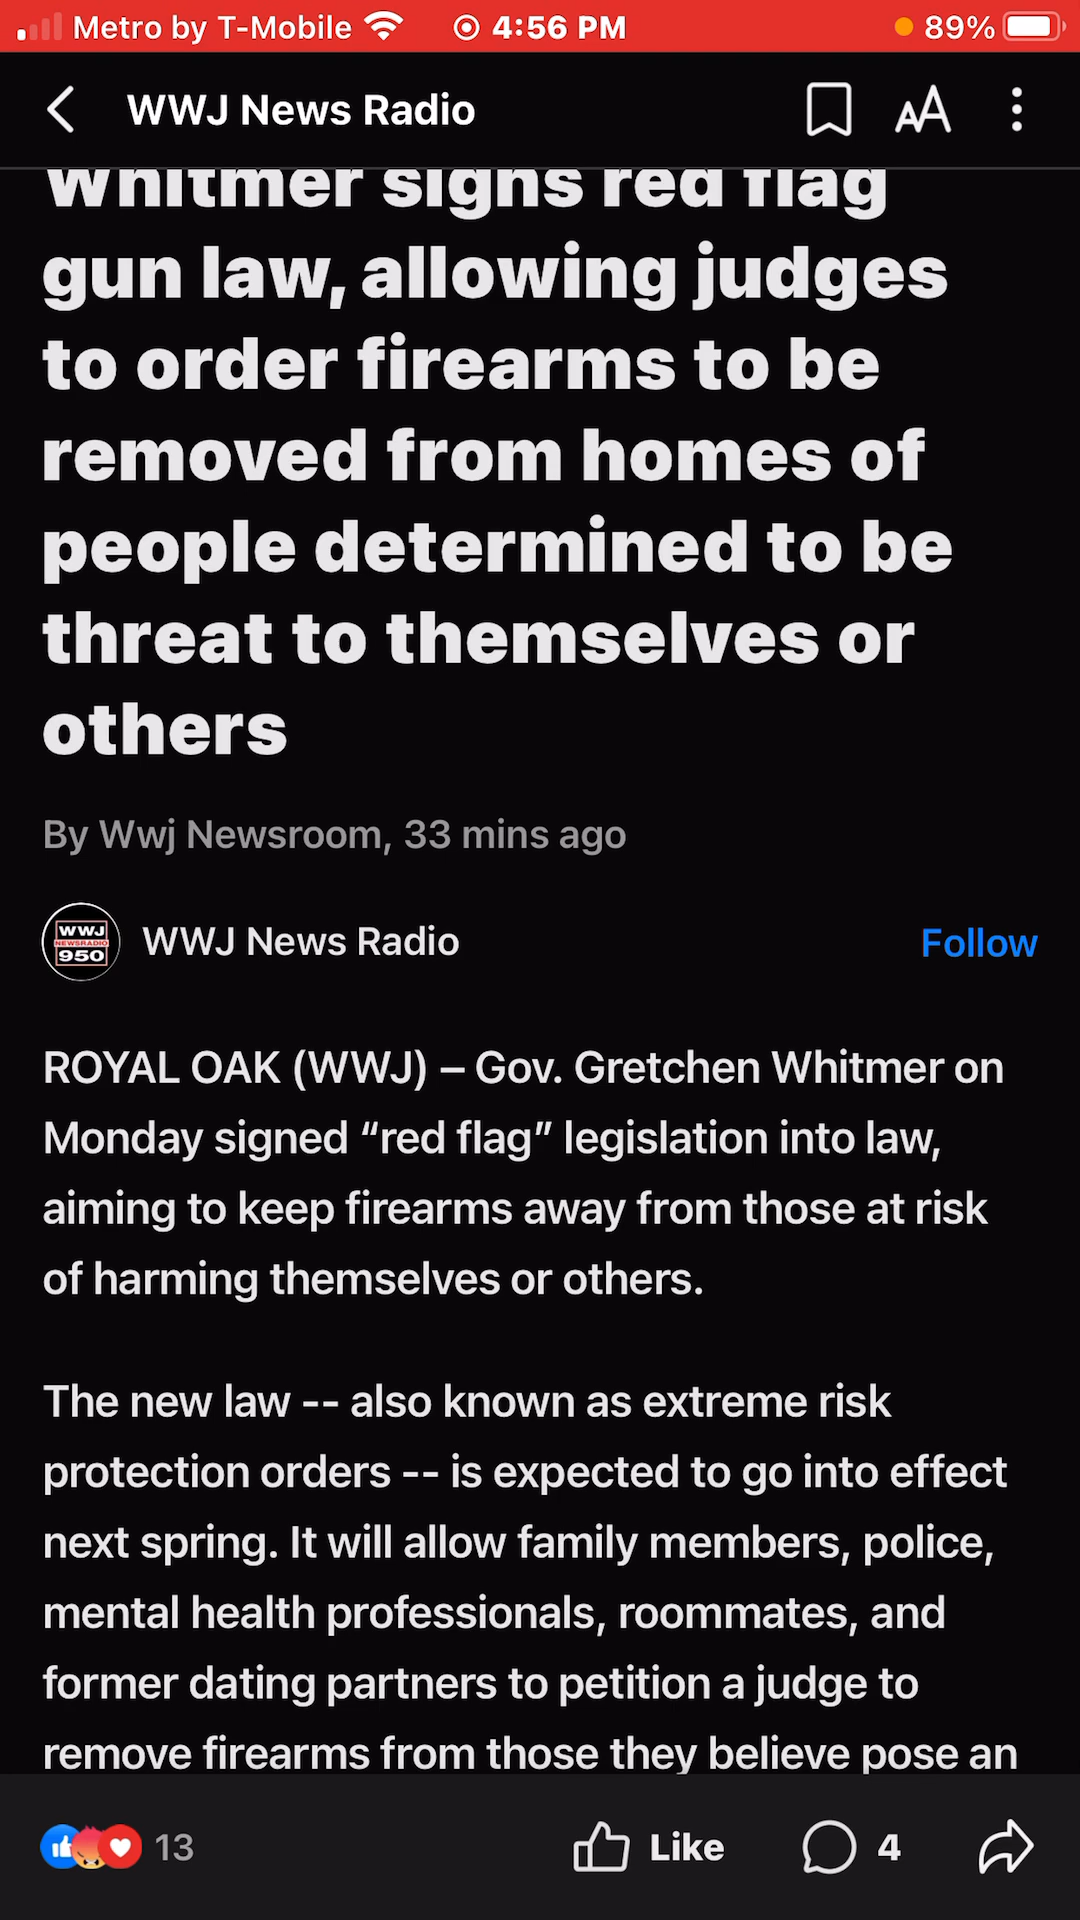 Metro by T-Mobile 4:56 PM 89%
WWJ News Radio AA
Whitmer signs red flag
gun law, allowing judges
to order firearms to be
removed from homes of
people determined to be
threat to themselves or
others
By Wwj Newsroom, 33 mins ago
WWJ
NEWSRADIO
950
WWJ News Radio Follow
ROYAL OAK (WWJ) – Gov. Gretchen Whitmer on
Monday signed “red flag” legislation into law,
aiming to keep firearms away from those at risk
of harming themselves or others.
The new law -- also known as extreme risk
protection orders -- is expected to go into effect
next spring. It will allow family members, police,
mental health professionals, roommates, and
former dating partners to petition a judge to
remove firearms from those they believe pose an
13 Like 4